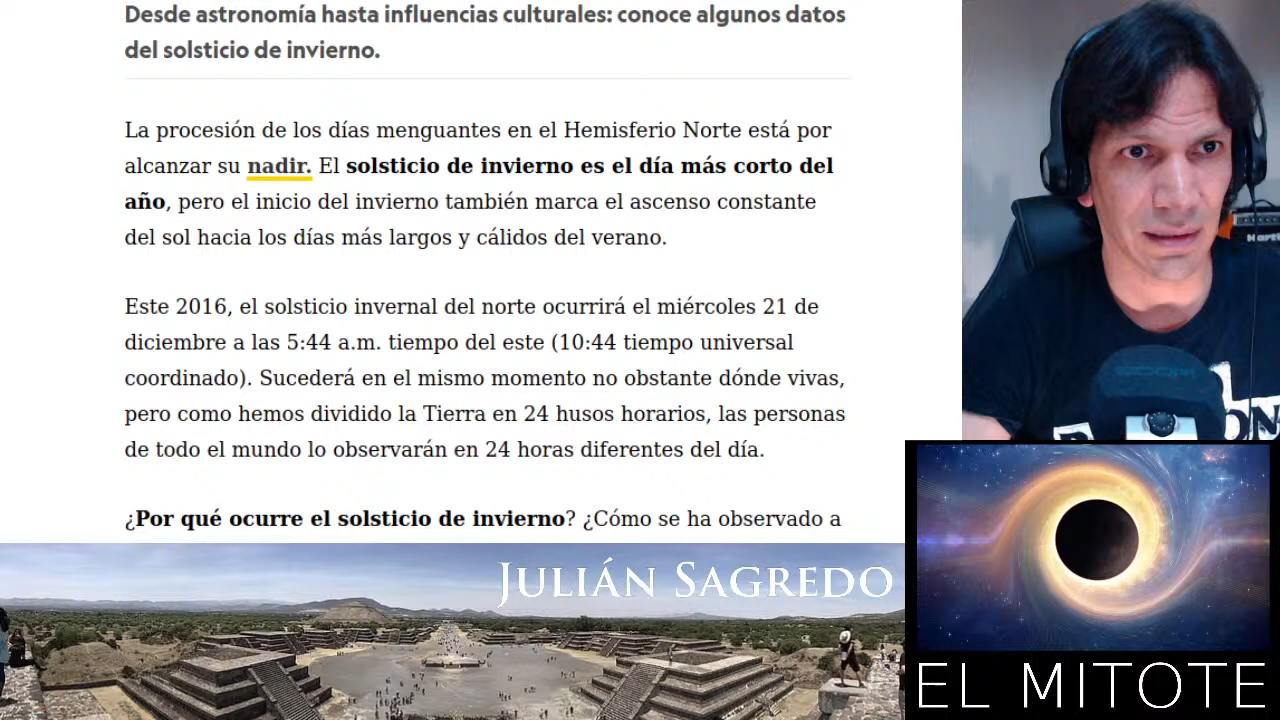 Desde astronomía hasta influencias culturales: conoce algunos datos
del solsticio de invierno.
La procesión de los días menguantes en el Hemisferio Norte está por
alcanzar su nadir. El solsticio de invierno es el día más corto del
año, pero el inicio del invierno también marca el ascenso constante
del sol hacia los días más largos y cálidos del verano.
Este 2016, el solsticio invernal del norte ocurrirá el miércoles 21 de
diciembre a las 5:44 a.m. tiempo del este (10:44 tiempo universal
coordinado). Sucederá en el mismo momento no obstante dónde vivas,
pero como hemos dividido la Tierra en 24 husos horarios, las personas
de todo el mundo lo observarán en 24 horas diferentes del día.
¿Por qué ocurre el solsticio de invierno? ¿Cómo se ha observado a
JULIÁN SAGREDO
EL MITOTE